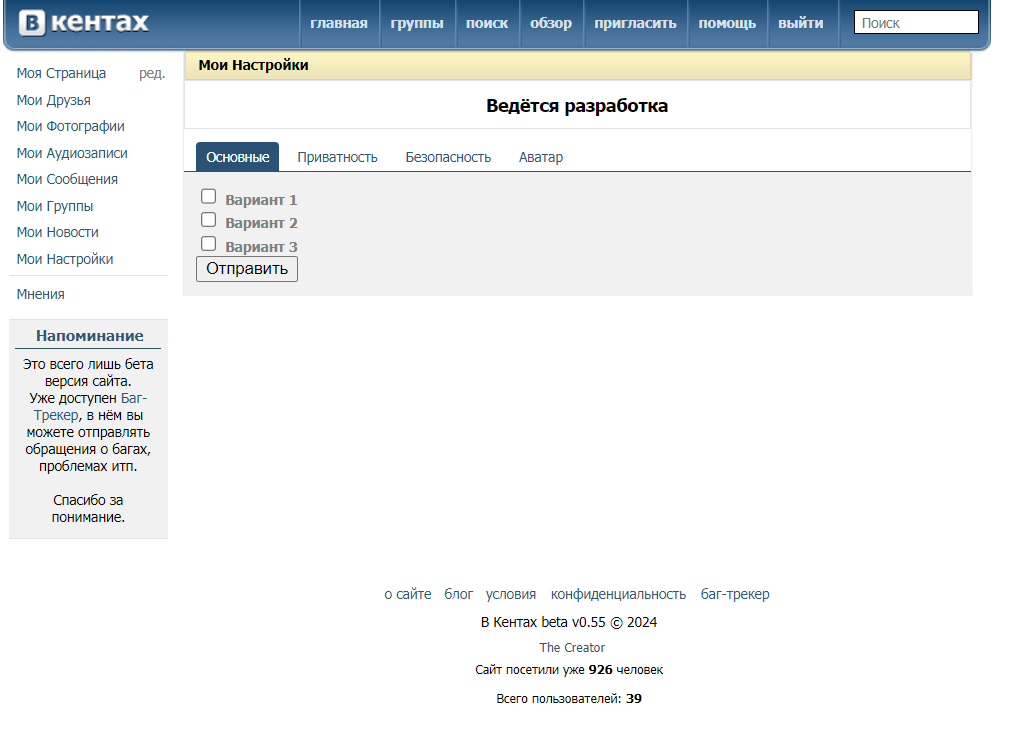 В кентах
главная группы поиск обзор пригласить помощь выйти Поиск
Моя Страница ред.
Мои Друзья
Мои Фотографии
Мои Аудиозаписи
Мои Сообщения
Мои Группы
Мои Новости
Мои Настройки
Мнения
Напоминание
Это всего лишь бета
версия сайта.
Уже доступен Баг-
Трекер, в нём вы
можете отправлять
обращения о багах,
проблемах итп.
Спасибо за
понимание.
Мои Настройки
Ведётся разработка
Основные Приватность Безопасность Аватар
Вариант 1
Вариант 2
Вариант 3
Отправить
о сайте блог условия конфиденциальность баг-трекер
В Кентах beta v0.55 © 2024
The Creator
Сайт посетили уже 926 человек
Всего пользователей: 39